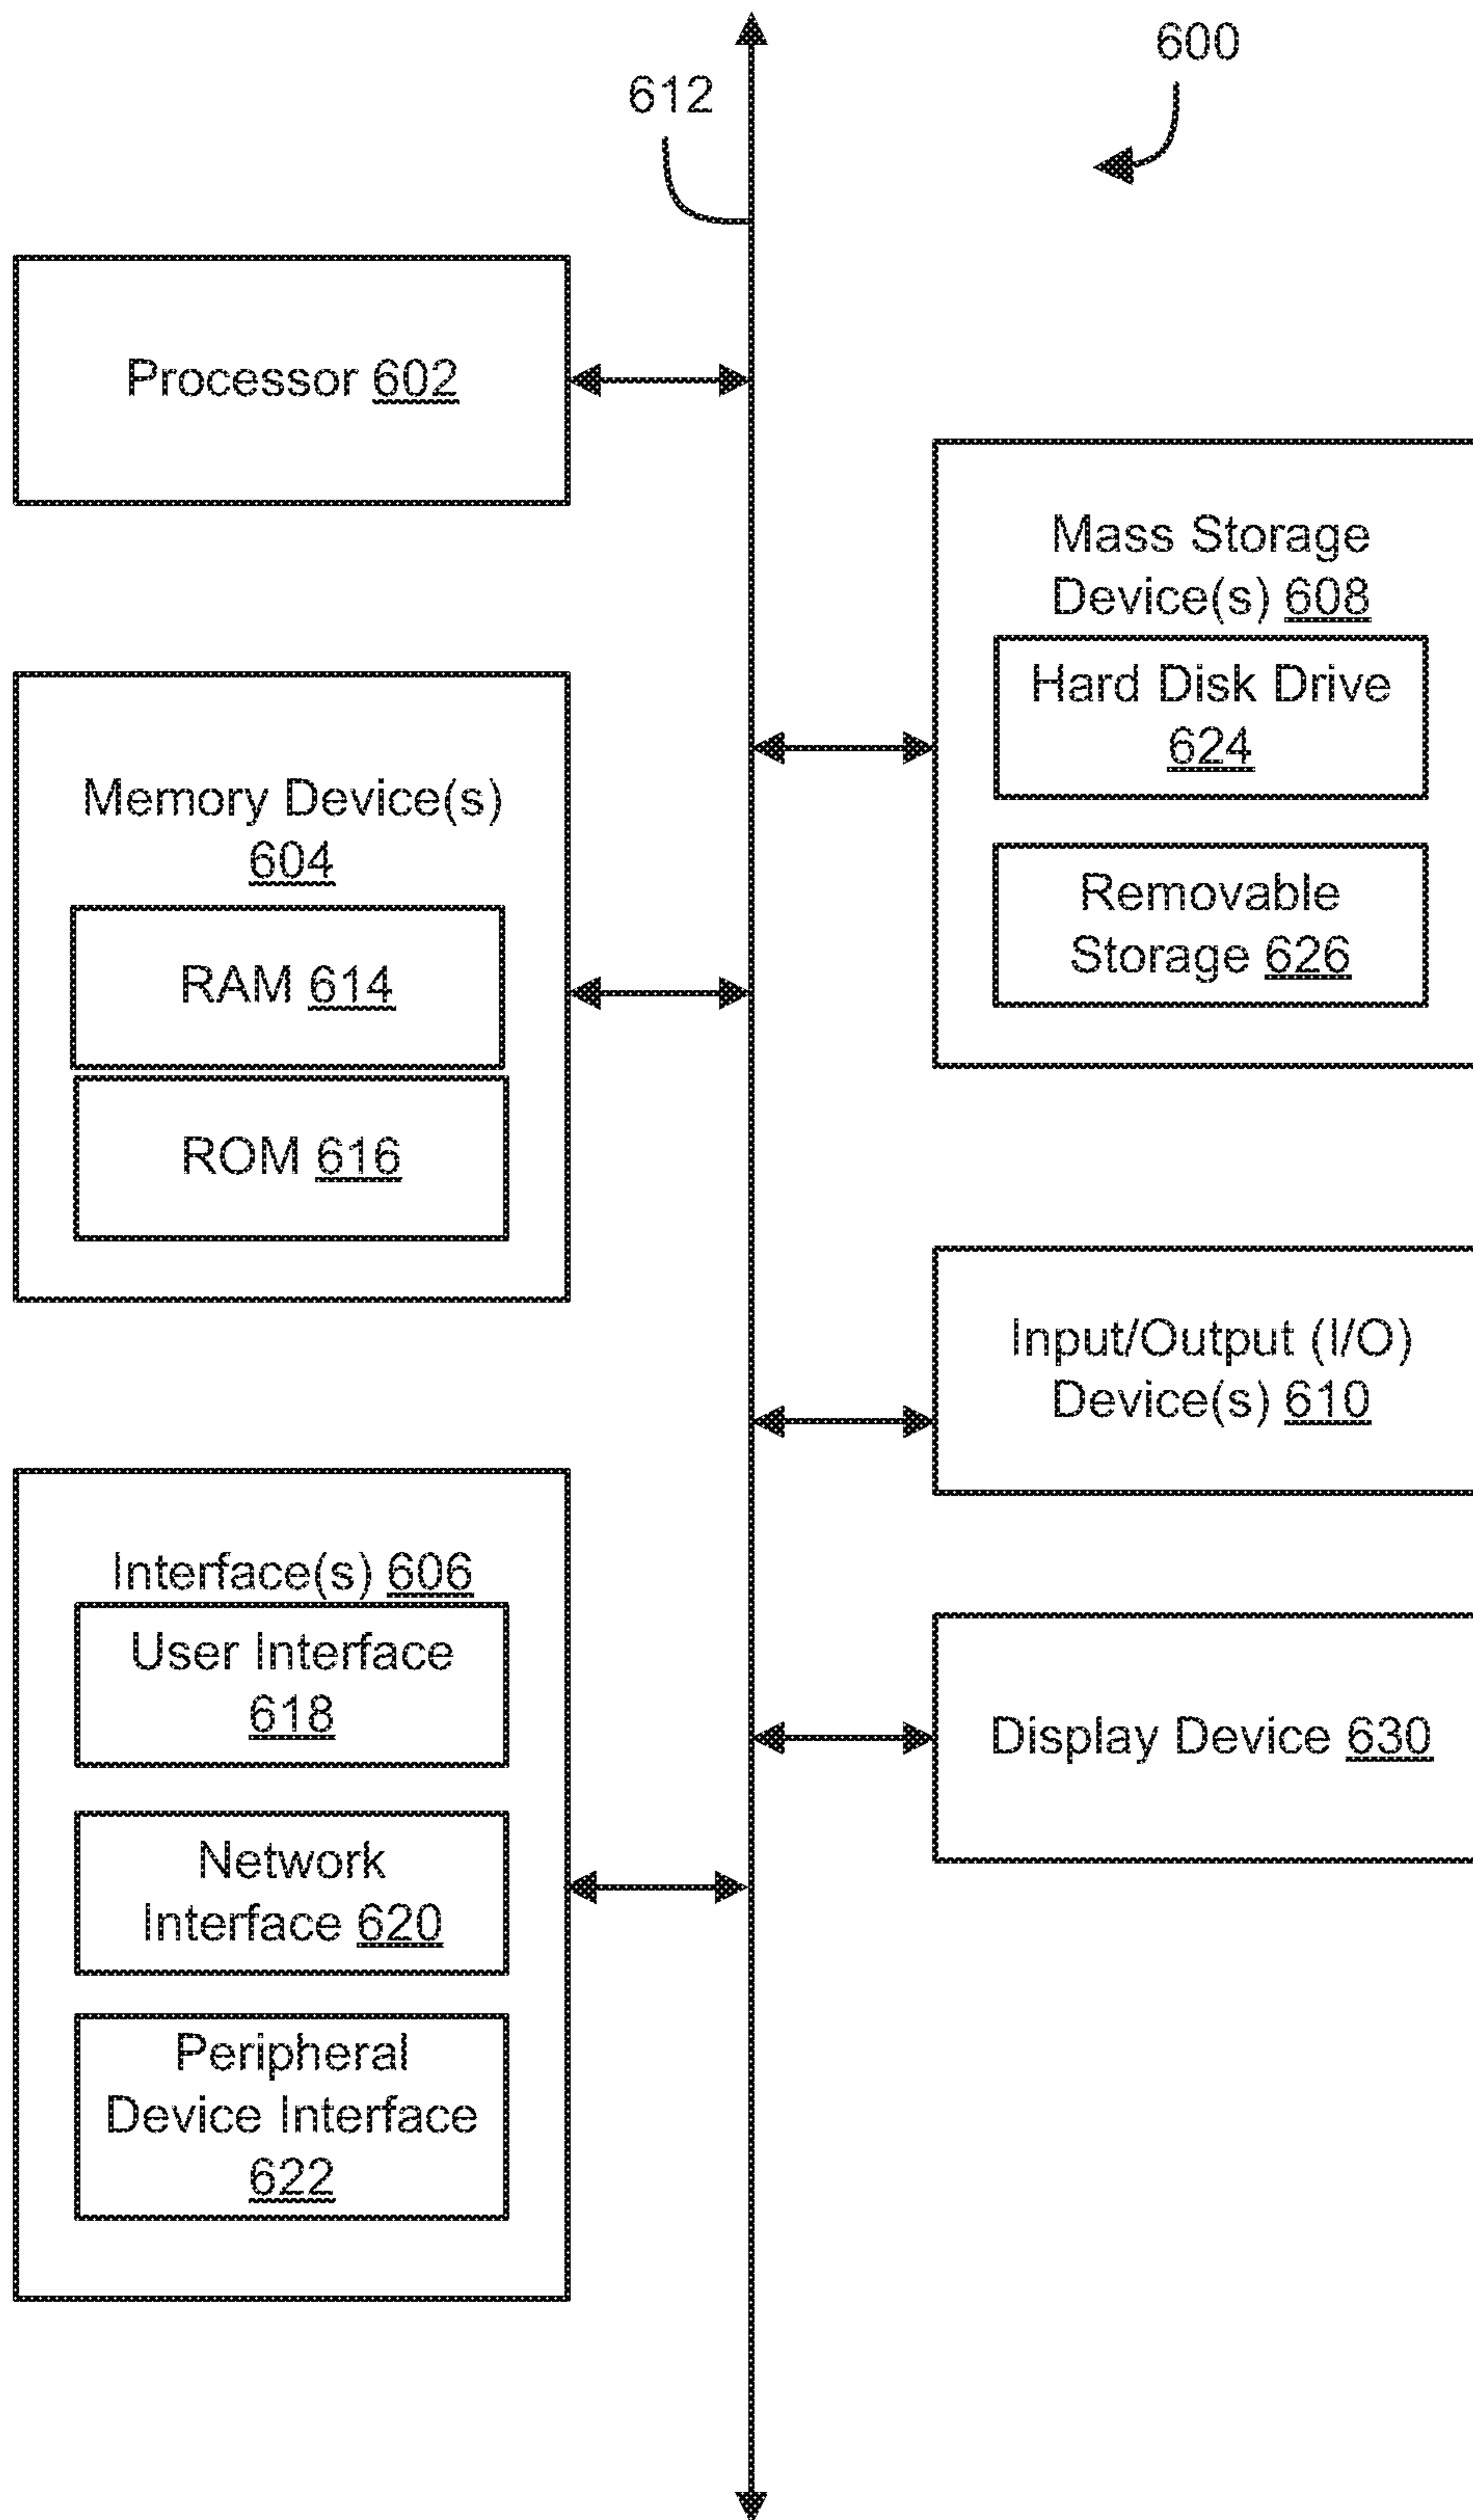 600
612
Processor 602
Mass Storage
Device(s) 608
Hard Disk Drive
624
Removable
Storage 626
Memory Device(s)
604
RAM 614
ROM 616
Input/Output (I/O)
Device(s) 610
Interface(s) 606
User Interface
618
Network
Interface 620
Peripheral
Device Interface
622
Display Device 630